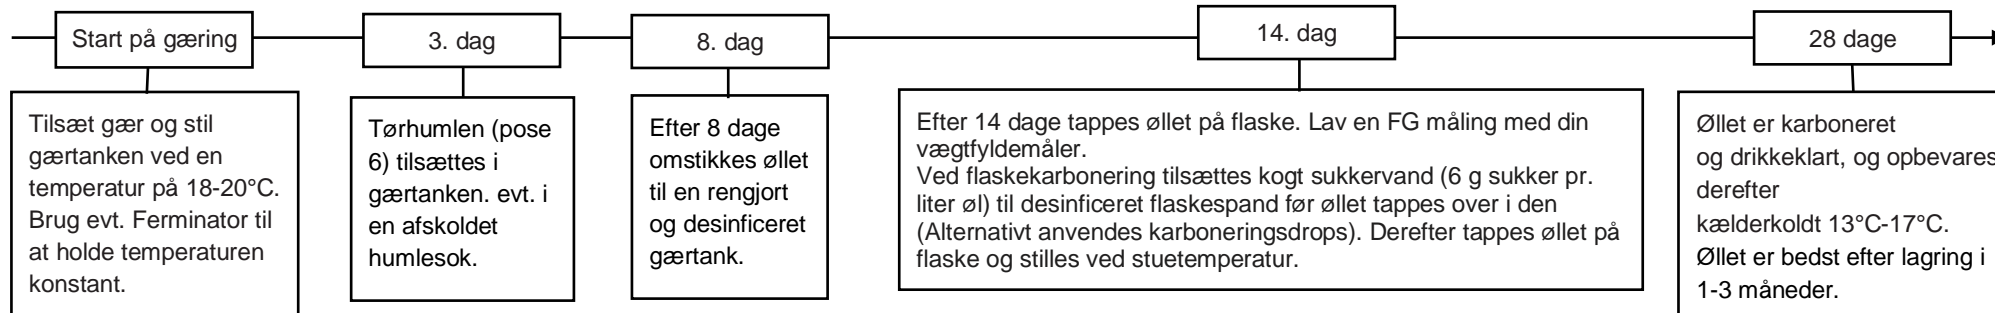 Start på gæring
3. dag
8. dag
14. dag
28 dage
Tilsæt gær og stil
gærtanken ved en
temperatur på 18-20°C.
Brug evt. Ferminator til
at holde temperaturen
konstant.
Tørhumlen (pose
6) tilsættes i
gærtanken. evt. i
en afskoldet
humlesok.
Efter 8 dage
omstikkes øllet
til en rengjort
og desinficeret
gærtank.
Efter 14 dage tappes øllet på flaske. Lav en FG måling med din
vægtfyldemåler.
Ved flaskekarbonering tilsættes kogt sukkervand (6 g sukker pr.
liter øl) til desinficeret flaskespand før øllet tappes over i den
(Alternativt anvendes karboneringsdrops). Derefter tappes øllet på
flaske og stilles ved stuetemperatur.
Øllet er karboneret
og drikkeklart, og opbevares
derefter
kælderkoldt 13°C-17°C.
Øllet er bedst efter lagring i
1-3 måneder.